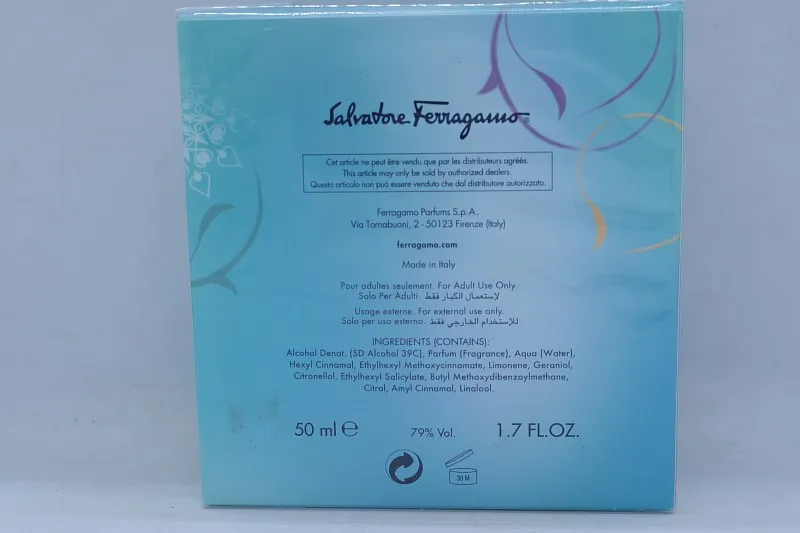 Salvatore Ferragamo
Cet article ne peut être vendu que par les distributeurs agréés.
This article may only be sold by authorized dealers.
Questo articolo non può essere venduto che dal distributore autorizzato.
Ferragamo Parfums S.p.A.
Via Tornabuoni, 2 - 50123 Firenze (Italy)
ferragamo.com
Made in Italy
Pour adultes seulement. For Adult Use Only.
Solo Per Adulti. لإستعمال الكبار فقط.
Usage externe. For external use only.
Solo per uso esterno. للإستخدام الخارجي فقط.
INGREDIENTS (CONTAINS):
Alcohol Denat. (SD Alcohol 39C), Parfum (Fragrance), Aqua (Water),
Hexyl Cinnamal, Ethylhexyl Methoxycinnamate, Limonene, Geraniol,
Citronellol, Ethylhexyl Salicylate, Butyl Methoxydibenzoylmethane,
Citral, Amyl Cinnamal, Linalool.
50 ml ℮ 79% Vol. 1.7 FL.OZ.
30 M